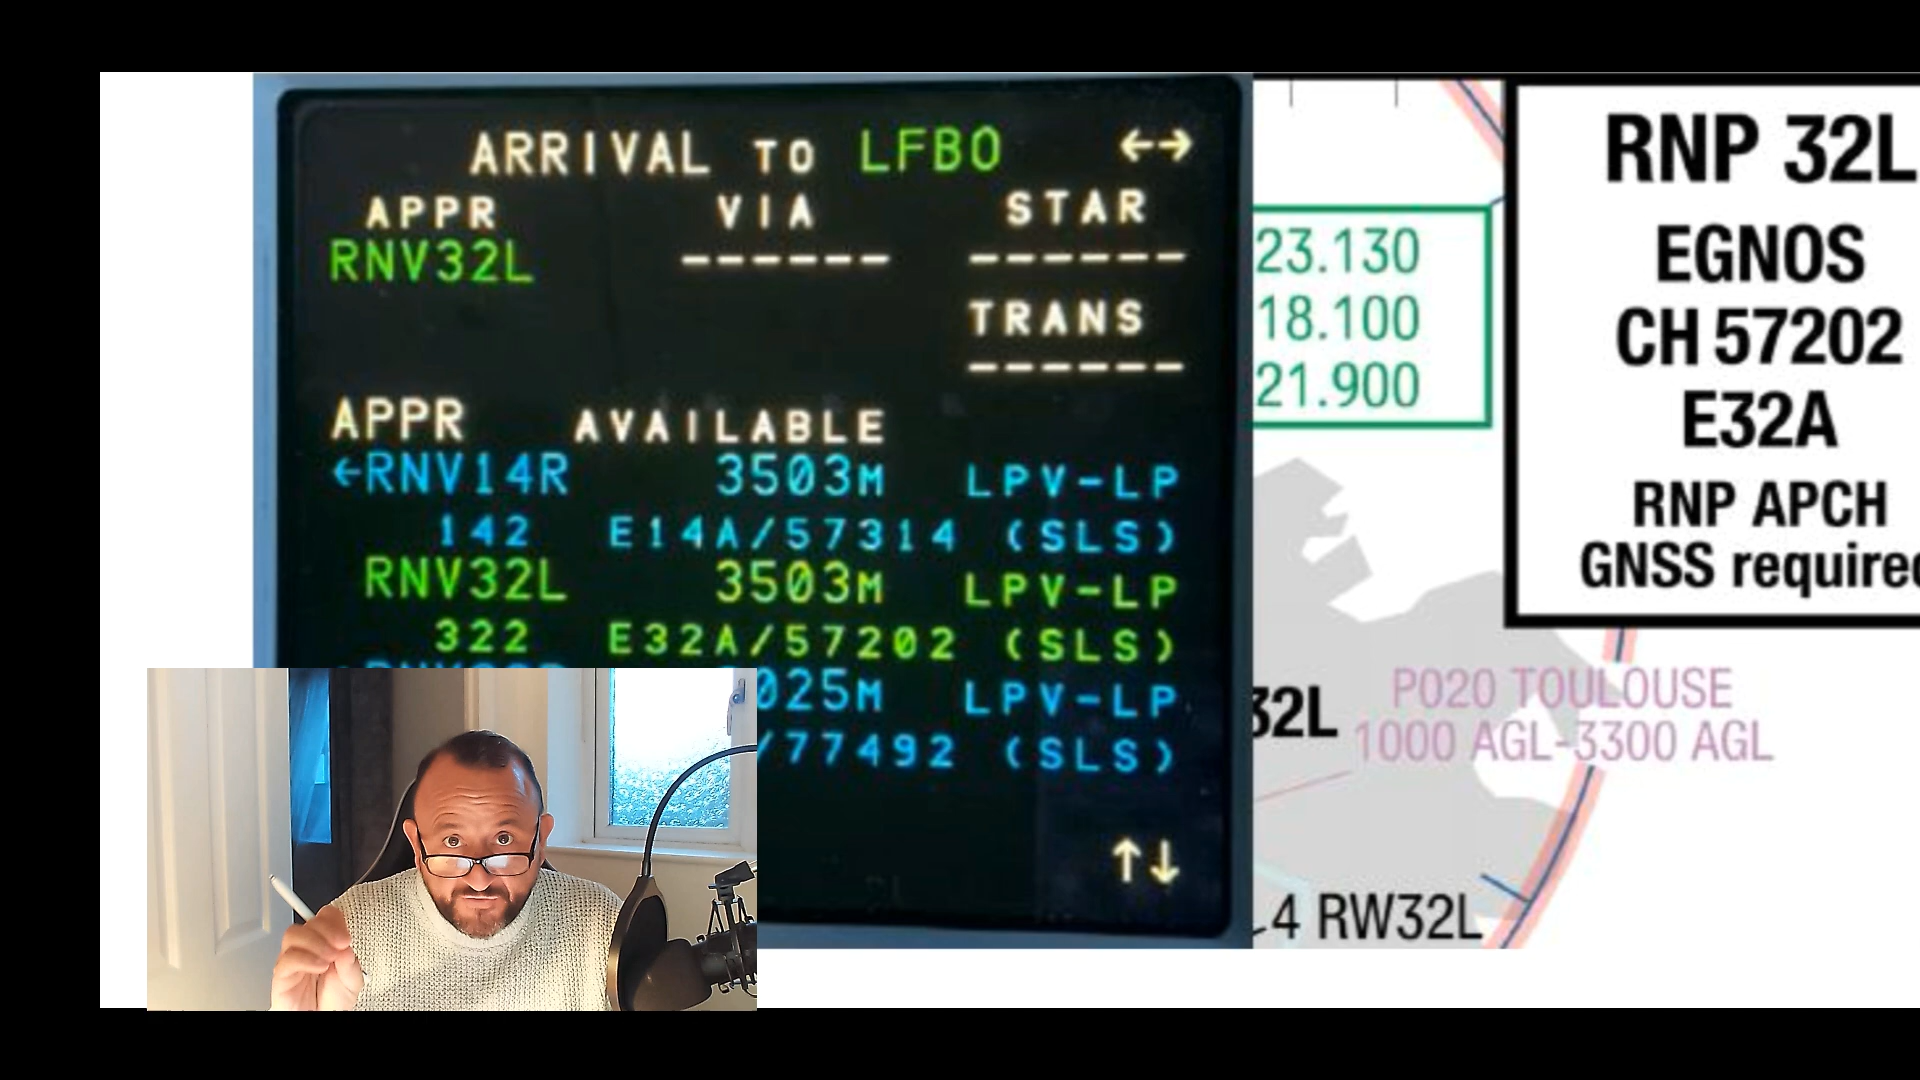 ARRIVAL TO LFBO ←→
APPR VIA STAR
RNV32L ------ ------
TRANS
------
APPR AVAILABLE
←RNV14R 3503M LPV-LP
142 E14A/57314 (SLS)
RNV32L 3503M LPV-LP
322 E32A/57202 (SLS)
025M LPV-LP
/77492 (SLS)
↑↓
23.130
18.100
21.900
RNP 32L
EGNOS
CH 57202
E32A
RNP APCH
GNSS required
32L
P020 TOULOUSE
1000 AGL-3300 AGL
4 RW32L